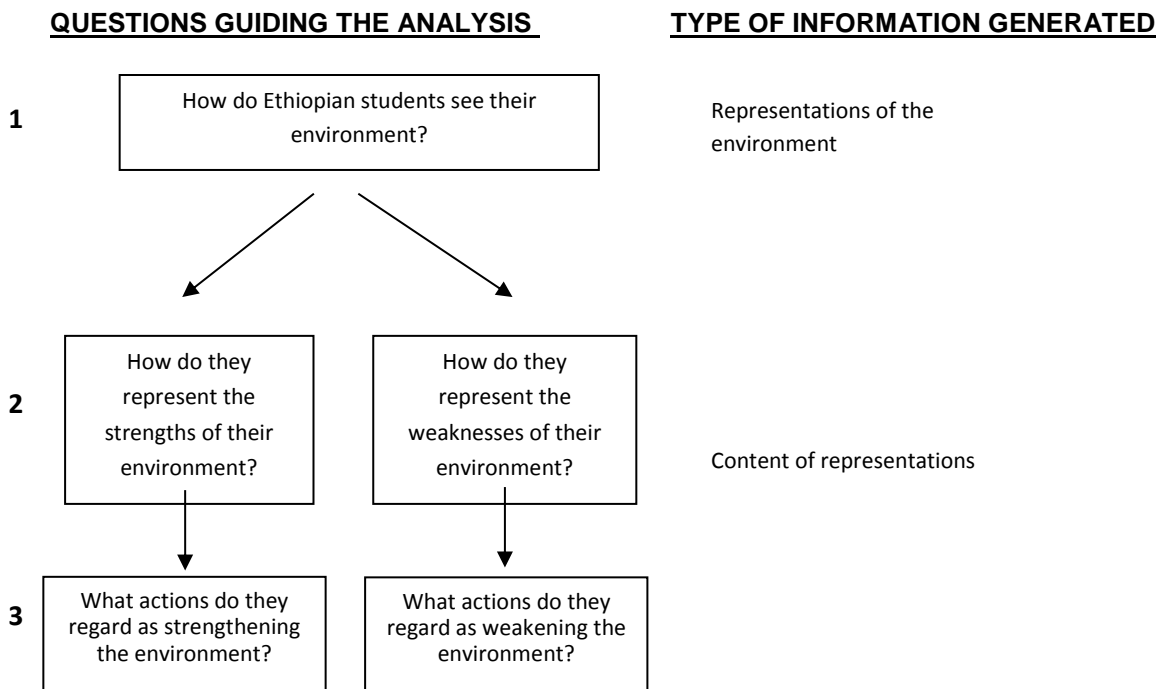 QUESTIONS GUIDING THE ANALYSIS
TYPE OF INFORMATION GENERATED
1
How do Ethiopian students see their
environment?
Representations of the
environment
2
How do they
represent the
strengths of their
environment?
How do they
represent the
weaknesses of their
environment?
Content of representations
3
What actions do they
regard as strengthening
the environment?
What actions do they
regard as weakening the
environment?